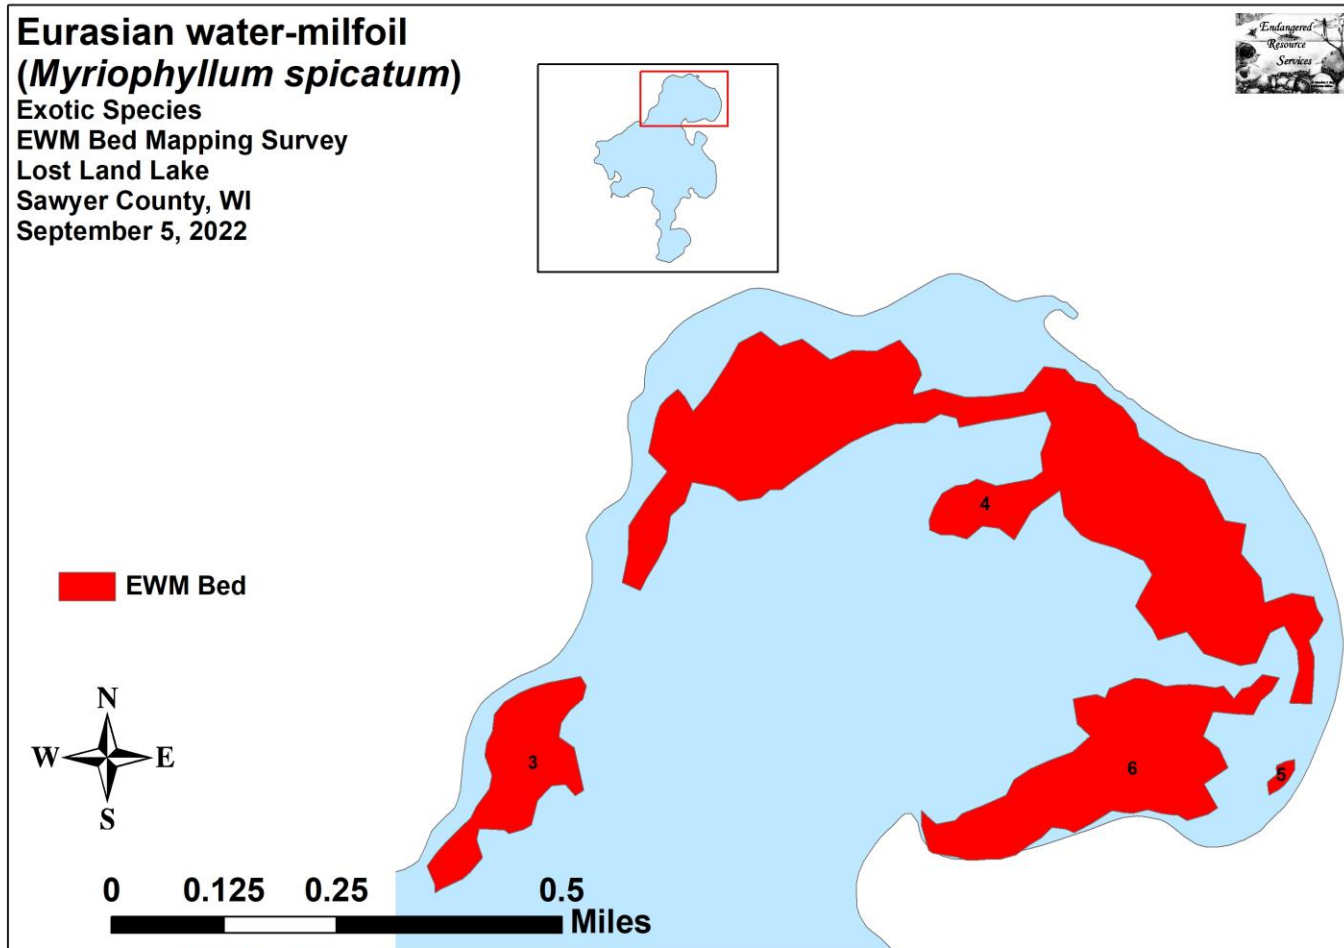 Eurasian water-milfoil
(Myriophyllum spicatum)
Exotic Species
EWM Bed Mapping Survey
Lost Land Lake
Sawyer County, WI
September 5, 2022
Endangered
Resource
Services
EWM Bed
N
W E
S
4
3
6
5
0 0.125 0.25 0.5
Miles